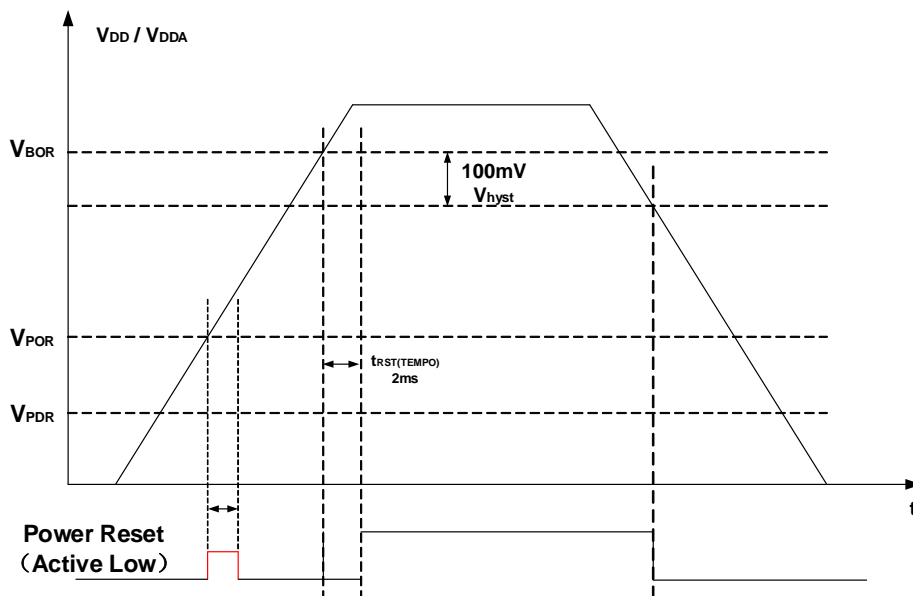 VDD / VDDA
VBOR
100mV
Vhyst
VPOR
tRST(TEMPO)
2ms
VPDR
t
Power Reset
（Active Low）